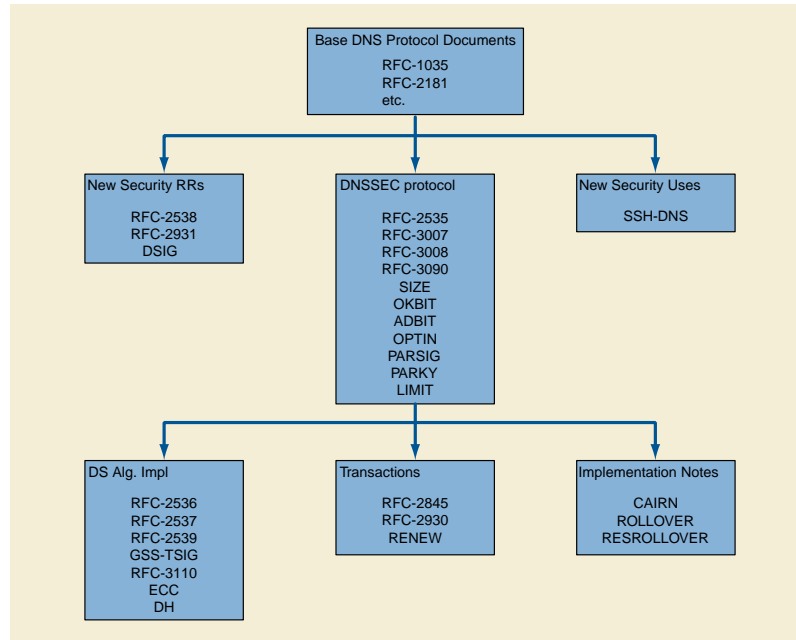 Base DNS Protocol Documents
RFC-1035
RFC-2181
etc.
New Security RRs
RFC-2538
RFC-2931
DSIG
DNSSEC protocol
RFC-2535
RFC-3007
RFC-3008
RFC-3090
SIZE
OKBIT
ADBIT
OPTIN
PARSIG
PARKY
LIMIT
New Security Uses
SSH-DNS
DS Alg. Impl
RFC-2536
RFC-2537
RFC-2539
GSS-TSIG
RFC-3110
ECC
DH
Transactions
RFC-2845
RFC-2930
RENEW
Implementation Notes
CAIRN
ROLLOVER
RESROLLOVER